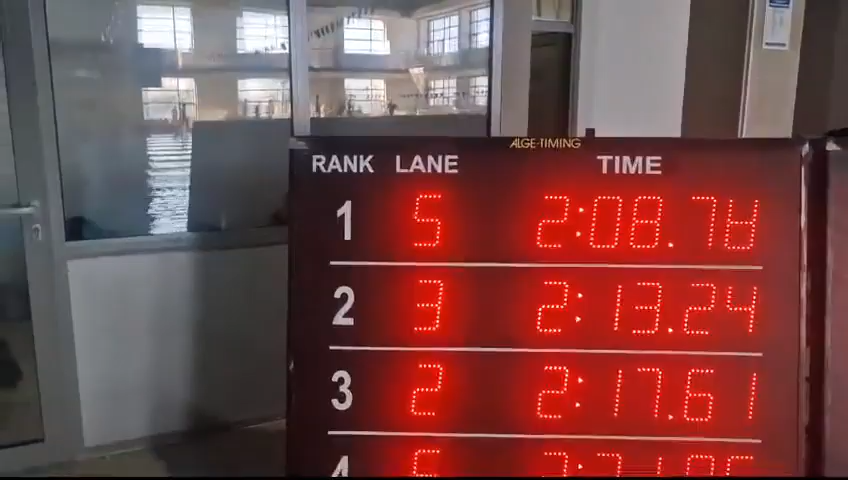 ALGE-TIMING
RANK LANE TIME
1 5 2:08.78
2 3 2:13.24
3 2 2:17.61
4